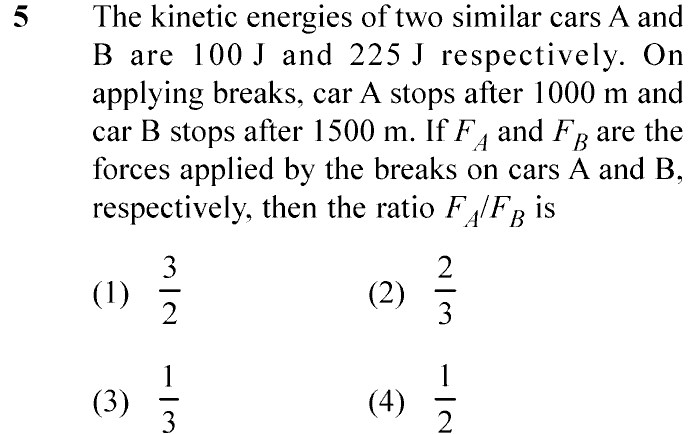 5 The kinetic energies of two similar cars A and
B are 100 J and 225 J respectively. On
applying breaks, car A stops after 1000 m and
car B stops after 1500 m. If F_A and F_B are the
forces applied by the breaks on cars A and B,
respectively, then the ratio F_A/F_B is
(1) 3/2 (2) 2/3
(3) 1/3 (4) 1/2